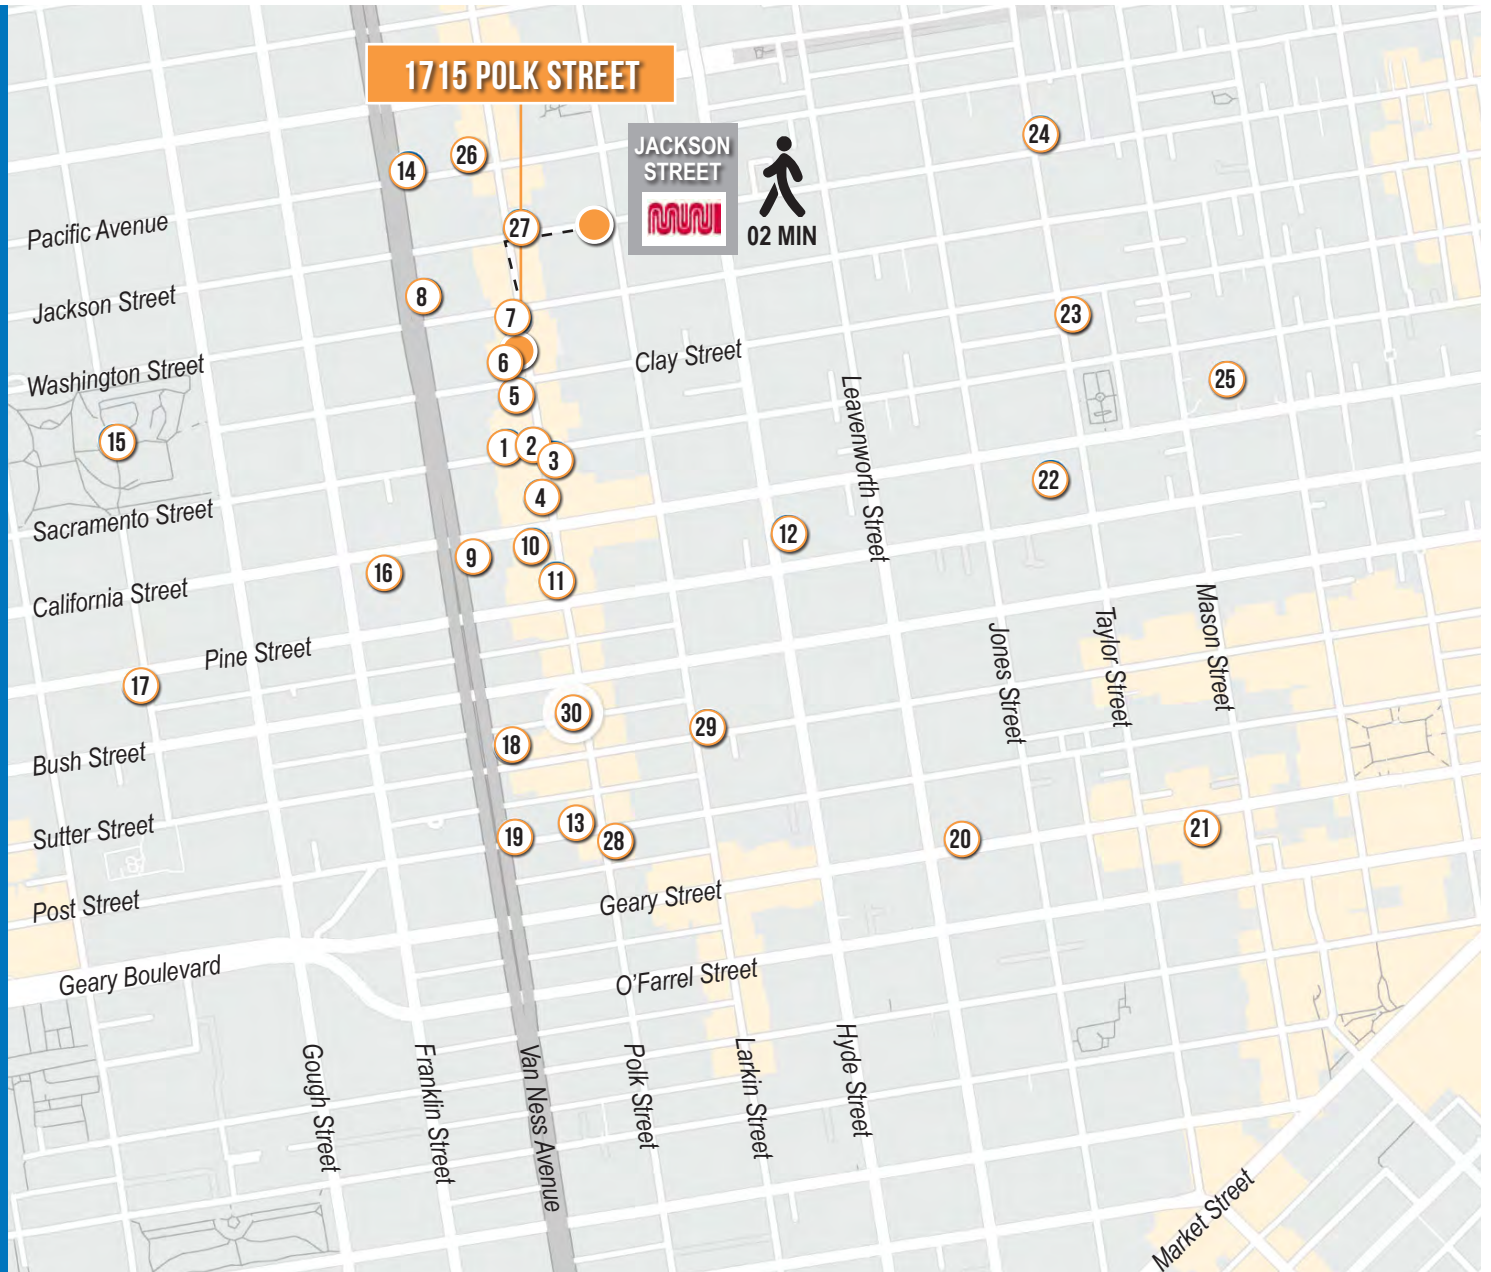 1715 POLK STREET
JACKSON
STREET
MUNI
02 MIN
24
26
14
27
Pacific Avenue
8
Jackson Street
7
23
6
Clay Street
Washington Street
25
5
15
1
2
3
Leavenworth Street
22
4
Sacramento Street
12
10
9
16
11
California Street
Pine Street
Jones Street
Taylor Street
Mason Street
17
30
29
18
Bush Street
13
28
19
20
21
Sutter Street
Post Street
Geary Street
Geary Boulevard
O'Farrel Street
Gough Street
Franklin Street
Van Ness Avenue
Polk Street
Larkin Street
Hyde Street
Market Street